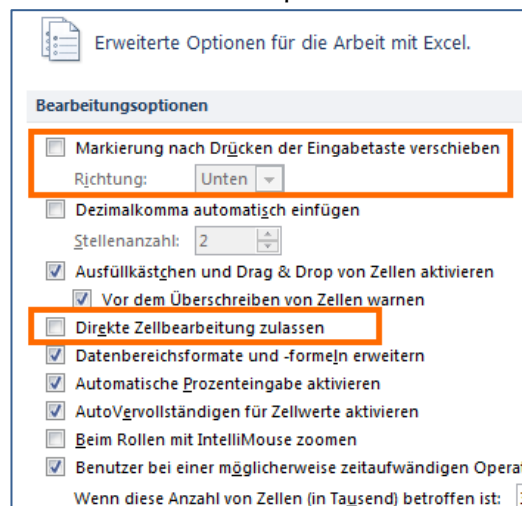 Erweiterte Optionen für die Arbeit mit Excel.
Bearbeitungsoptionen
Markierung nach Drücken der Eingabetaste verschieben
Richtung: Unten
Dezimalkomma automatisch einfügen
Stellenanzahl: 2
Ausfüllkästchen und Drag & Drop von Zellen aktivieren
Vor dem Überschreiben von Zellen warnen
Direkte Zellbearbeitung zulassen
Datenbereichsformate und -formeln erweitern
Automatische Prozenteingabe aktivieren
AutoVervollständigen für Zellwerte aktivieren
Beim Rollen mit IntelliMouse zoomen
Benutzer bei einer möglicherweise zeitaufwändigen
Wenn diese Anzahl von Zellen (in Tausend) betroffen ist: